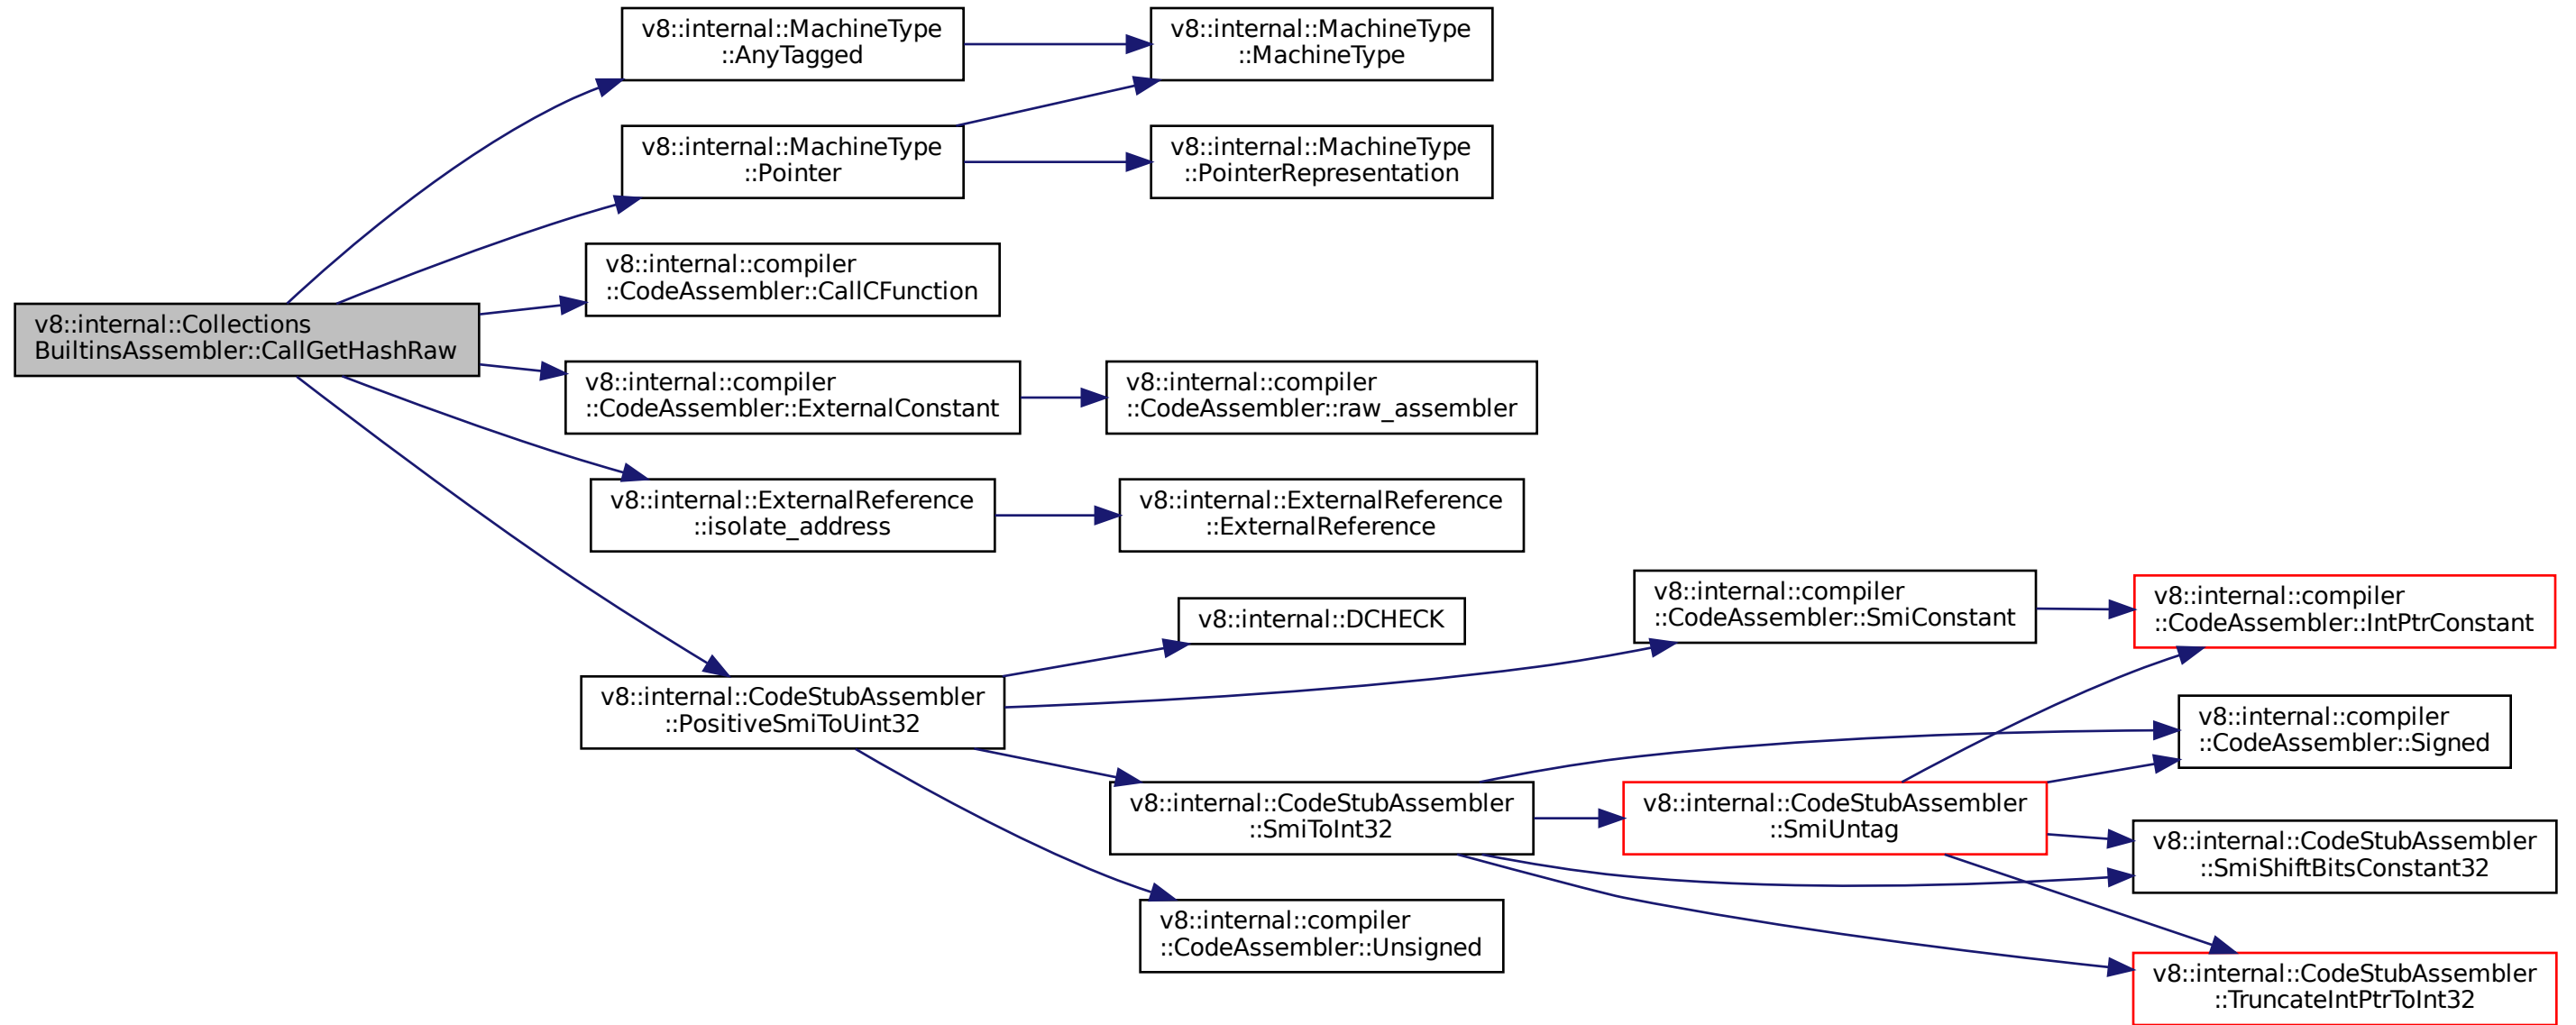 v8::internal::MachineType
::AnyTagged
v8::internal::MachineType
::MachineType
v8::internal::MachineType
::Pointer
v8::internal::MachineType
::PointerRepresentation
v8::internal::compiler
::CodeAssembler::CallCFunction
v8::internal::Collections
BuiltinsAssembler::CallGetHashRaw
v8::internal::compiler
::CodeAssembler::ExternalConstant
v8::internal::compiler
::CodeAssembler::raw_assembler
v8::internal::ExternalReference
::isolate_address
v8::internal::ExternalReference
::ExternalReference
v8::internal::DCHECK
v8::internal::compiler
::CodeAssembler::SmiConstant
v8::internal::compiler
::CodeAssembler::IntPtrConstant
v8::internal::CodeStubAssembler
::PositiveSmiToUint32
v8::internal::compiler
::CodeAssembler::Signed
v8::internal::CodeStubAssembler
::SmiToInt32
v8::internal::CodeStubAssembler
::SmiUntag
v8::internal::CodeStubAssembler
::SmiShiftBitsConstant32
v8::internal::compiler
::CodeAssembler::Unsigned
v8::internal::CodeStubAssembler
::TruncateIntPtrToInt32